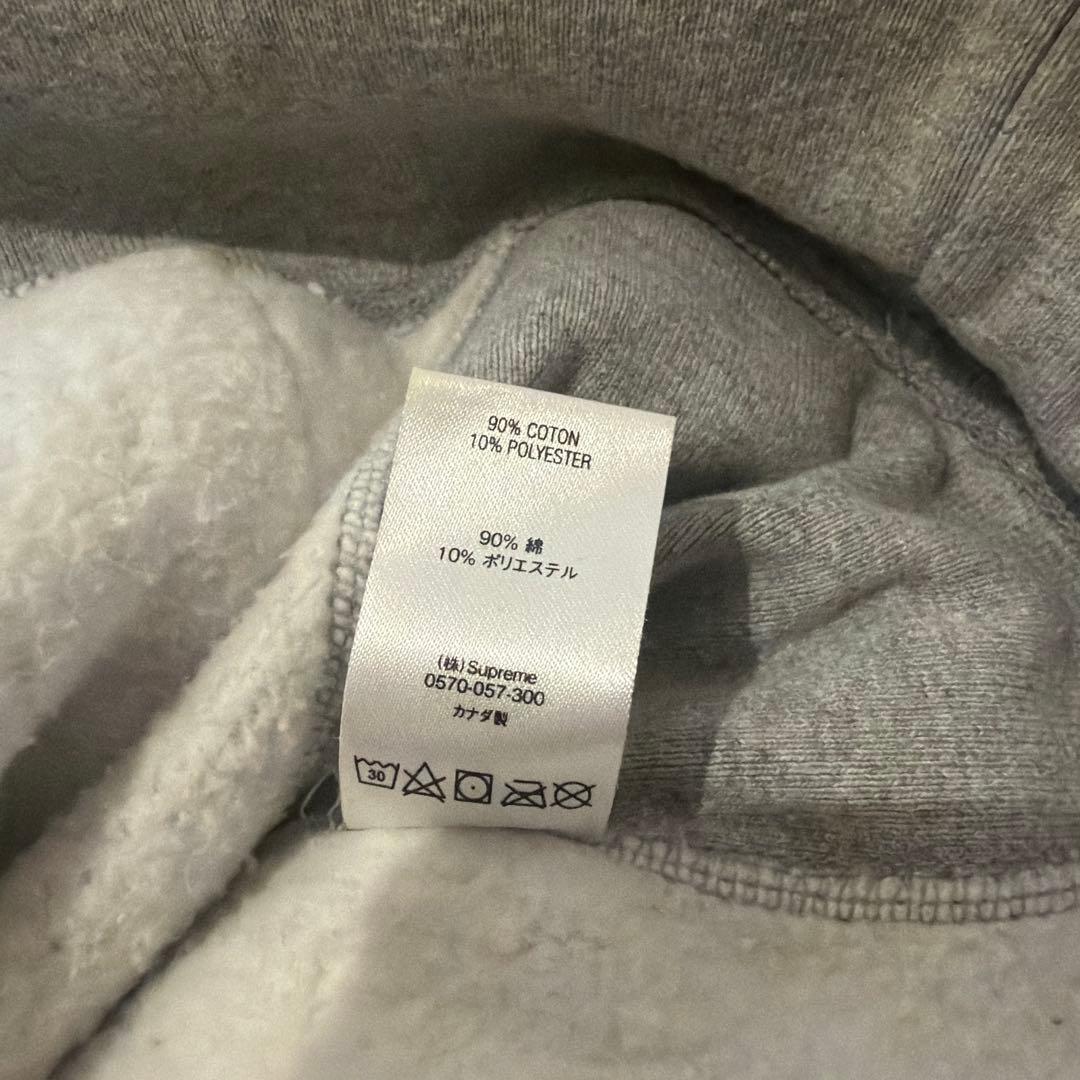 90% COTON
10% POLYESTER
90% 綿
10% ポリエステル
(株)Supreme
0570-057-300
カナダ製
30